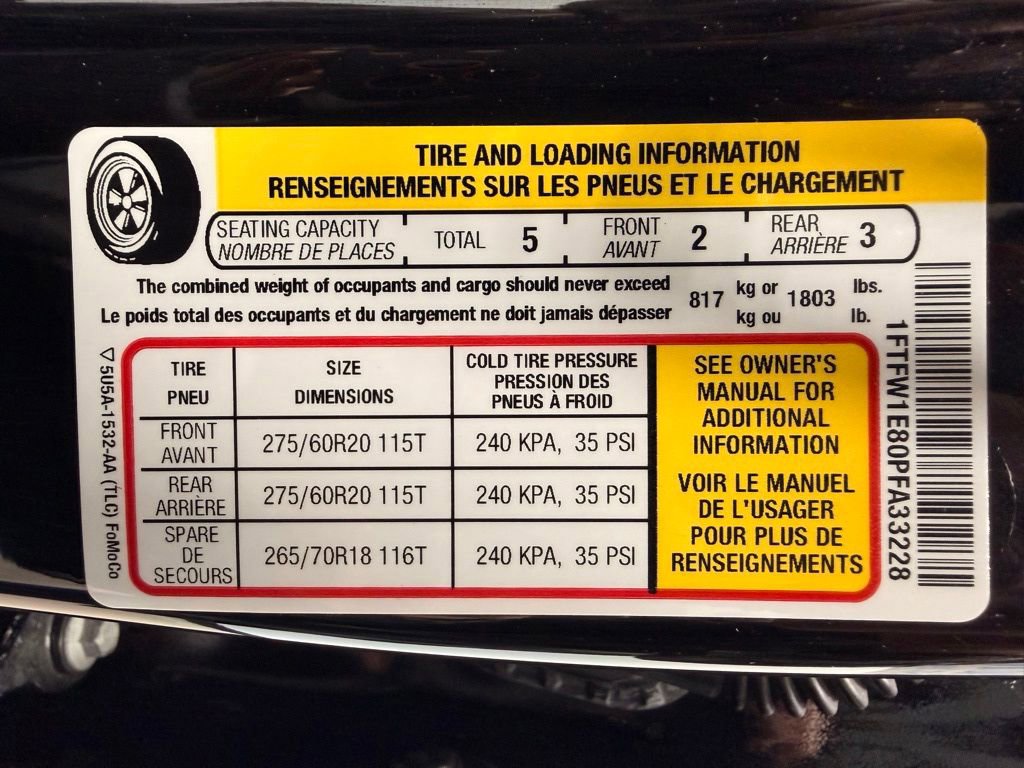 TIRE AND LOADING INFORMATION
RENSEIGNEMENTS SUR LES PNEUS ET LE CHARGEMENT
SEATING CAPACITY
NOMBRE DE PLACES
TOTAL 5
FRONT
AVANT
2
REAR
ARRIÈRE
3
The combined weight of occupants and cargo should never exceed
Le poids total des occupants et du chargement ne doit jamais dépasser
817
kg or
kg ou
1803
lbs.
lb.
TIRE
PNEU
SIZE
DIMENSIONS
COLD TIRE PRESSURE
PRESSION DES
PNEUS À FROID
FRONT
AVANT
275/60R20 115T
240 KPA, 35 PSI
REAR
ARRIÈRE
275/60R20 115T
240 KPA, 35 PSI
SPARE
DE
SECOURS
265/70R18 116T
240 KPA, 35 PSI
SEE OWNER'S
MANUAL FOR
ADDITIONAL
INFORMATION
VOIR LE MANUEL
DE L'USAGER
POUR PLUS DE
RENSEIGNEMENTS
5U5A-1532-AA (TLC) FoMoCo
1FTFW1E80PFA33228